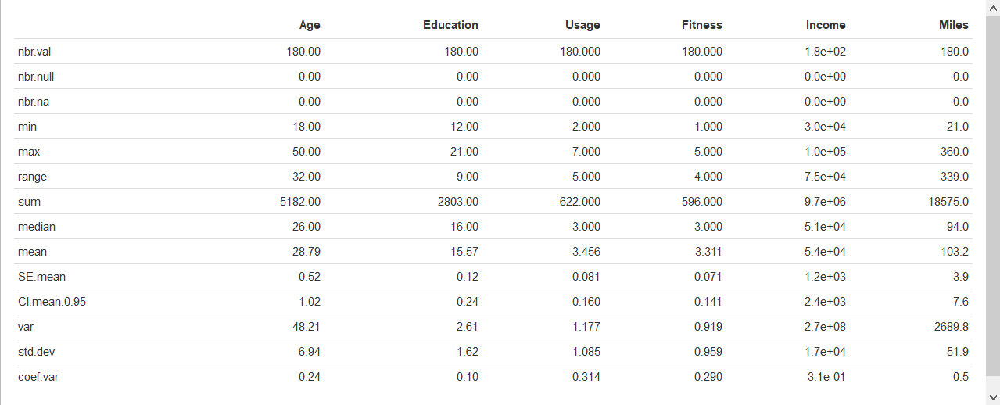 Age Education Usage Fitness Income Miles
nbr.val 180.00 180.00 180.000 180.000 1.8e+02 180.0
nbr.null 0.00 0.00 0.000 0.000 0.0e+00 0.0
nbr.na 0.00 0.00 0.000 0.000 0.0e+00 0.0
min 18.00 12.00 2.000 1.000 3.0e+04 21.0
max 50.00 21.00 7.000 5.000 1.0e+05 360.0
range 32.00 9.00 5.000 4.000 7.5e+04 339.0
sum 5182.00 2803.00 622.000 596.000 9.7e+06 18575.0
median 26.00 16.00 3.000 3.000 5.1e+04 94.0
mean 28.79 15.57 3.456 3.311 5.4e+04 103.2
SE.mean 0.52 0.12 0.081 0.071 1.2e+03 3.9
CI.mean.0.95 1.02 0.24 0.160 0.141 2.4e+03 7.6
var 48.21 2.61 1.177 0.919 2.7e+08 2689.8
std.dev 6.94 1.62 1.085 0.959 1.7e+04 51.9
coef.var 0.24 0.10 0.314 0.290 3.1e-01 0.5